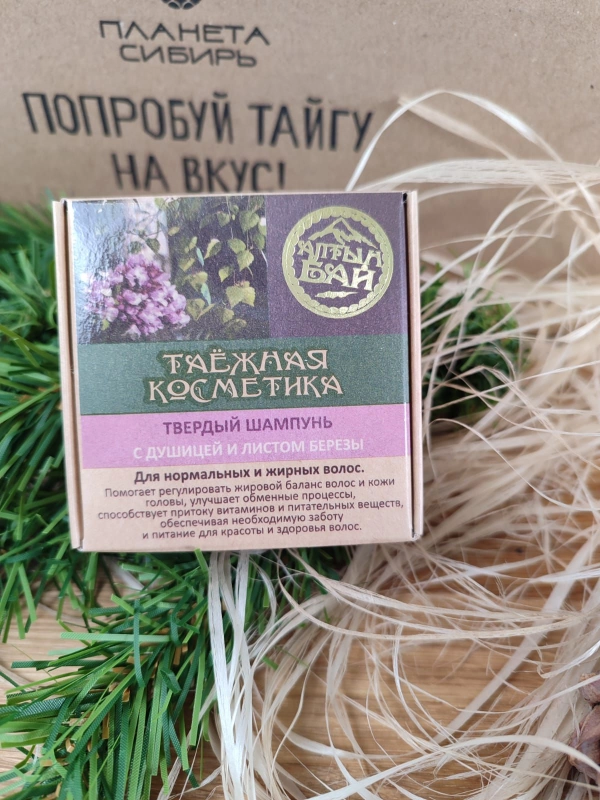 ПЛАНЕТА
СИБИРЬ
ПОПРОБУЙ ТАЙГУ
НА ВКУС!
АЛТЫН
БАЙ
ТАЁЖНАЯ
КОСМЕТИКА
ТВЕРДЫЙ ШАМПУНЬ
С ДУШИЦЕЙ И ЛИСТОМ БЕРЕЗЫ
Для нормальных и жирных волос.
Помогает регулировать жировой баланс волос и кожи
головы, улучшает обменные процессы,
способствует притоку витаминов и питательных веществ,
обеспечивая необходимую заботу
и питание для красоты и здоровья волос.